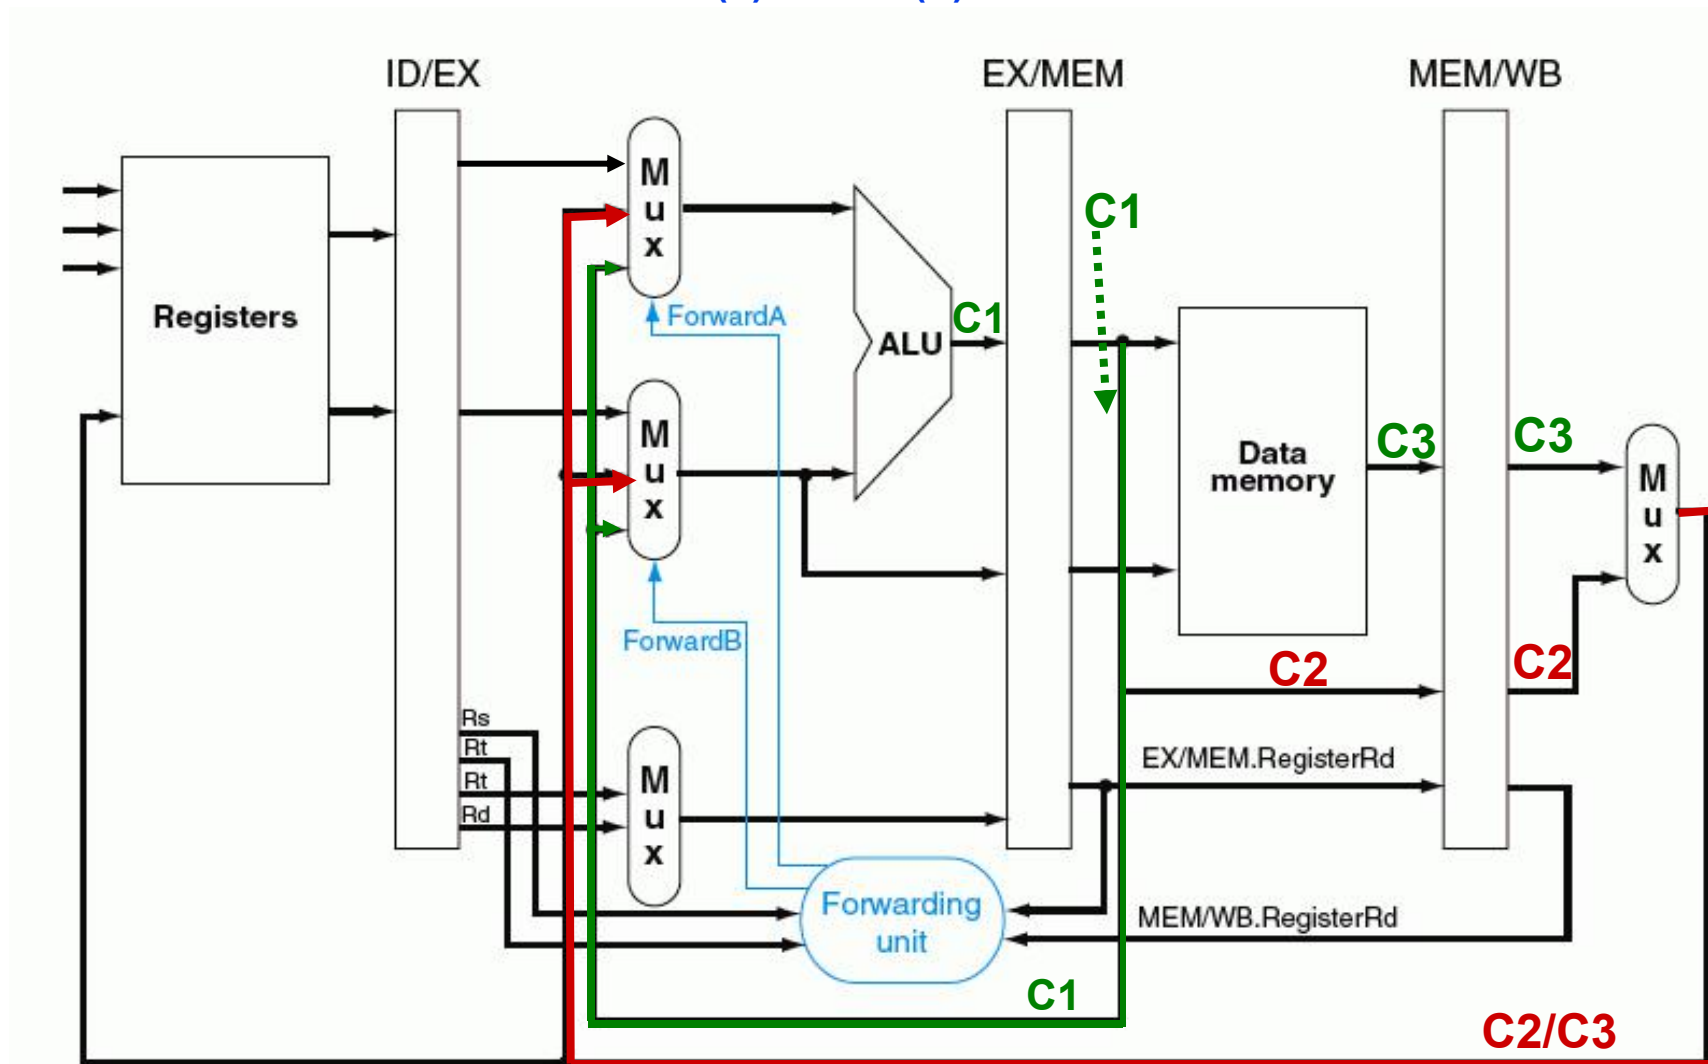 ID/EX
EX/MEM
MEM/WB
M
u
x
C1
Registers
ForwardA
C1
ALU
M
u
x
Data
memory
C3
C3
M
u
x
ForwardB
C2
C2
Rs
Rt
Rt
Rd
M
u
x
EX/MEM.RegisterRd
Forwarding
unit
MEM/WB.RegisterRd
C1
C2/C3